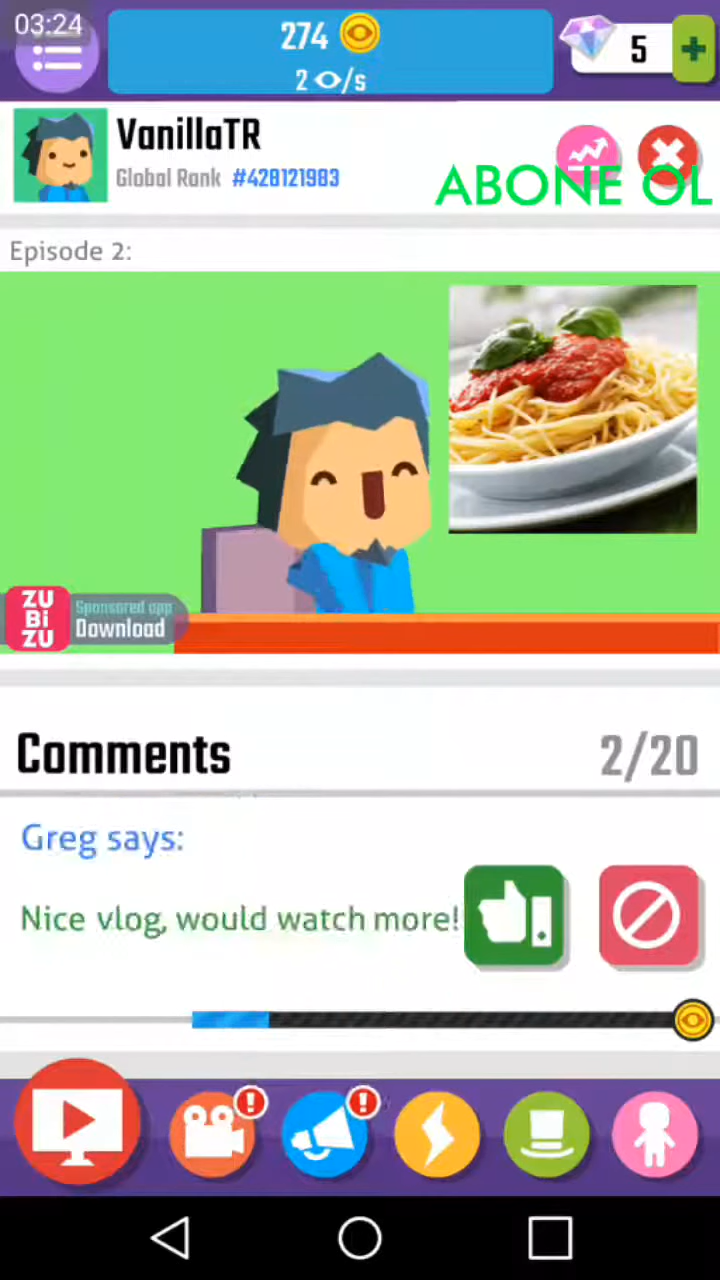 03:24
274
2 /s
5
VanillaTR
Global Rank #428121983
ABONE OL
Episode 2:
ZU
Bi
ZU
Sponsored app
Download
Comments
2/20
Greg says:
Nice vlog, would watch more!